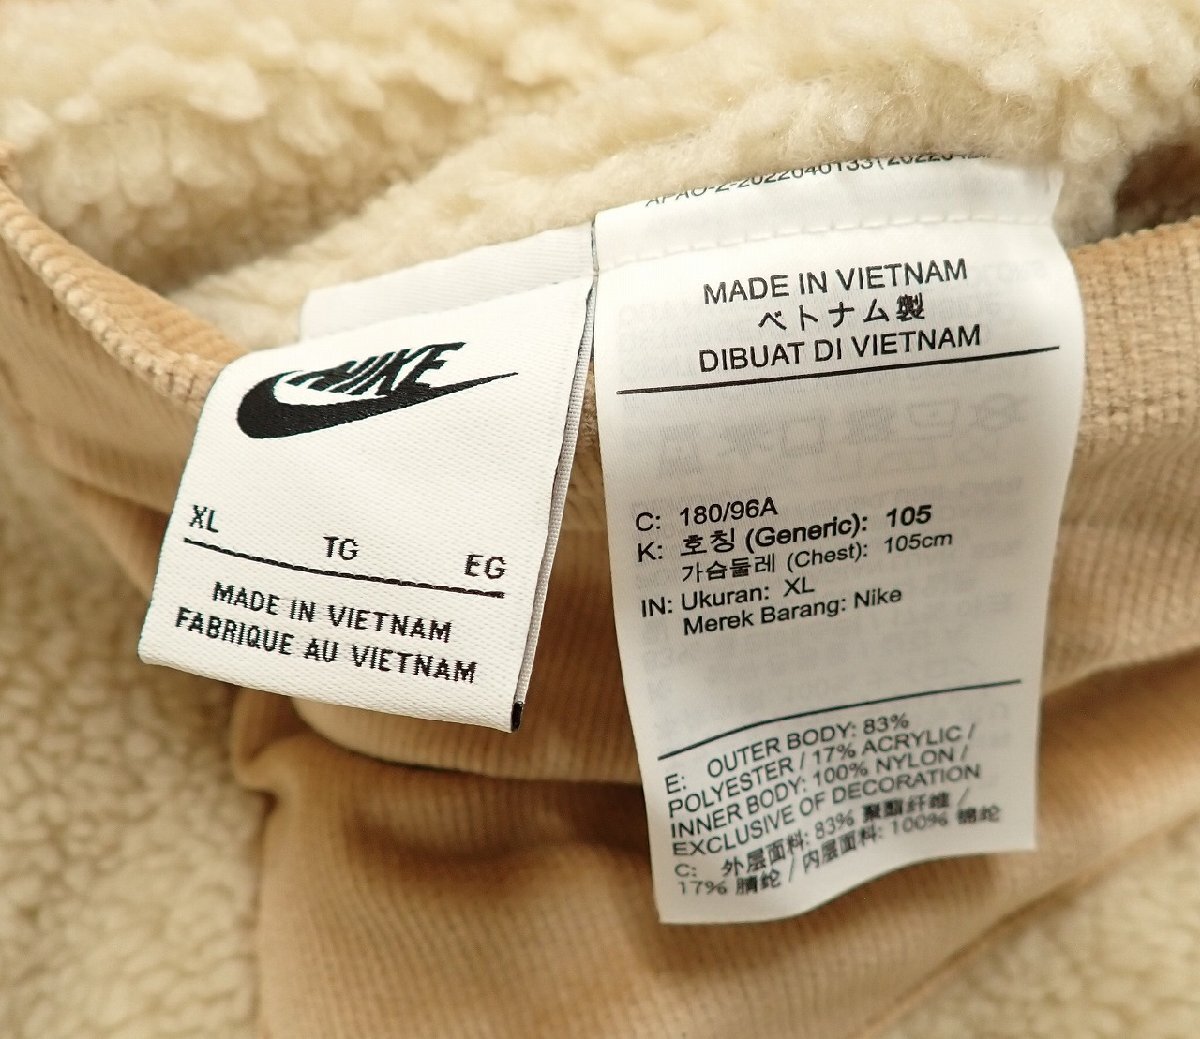 NIKE
XL
TG
EG
MADE IN VIETNAM
FABRIQUE AU VIETNAM
APAO-2-2022040133(
MADE IN VIETNAM
ベトナム製
DIBUAT DI VIETNAM
C: 180/96A
K: 호칭 (Generic): 105
가슴둘레 (Chest): 105cm
IN: Ukuran: XL
Merek Barang: Nike
E: OUTER BODY: 83%
POLYESTER / 17% ACRYLIC /
INNER BODY: 100% NYLON /
EXCLUSIVE OF DECORATION
C: 外层面料: 83% 聚酯纤维 /
17% 腈纶 / 内层面料: 100% 锦纶